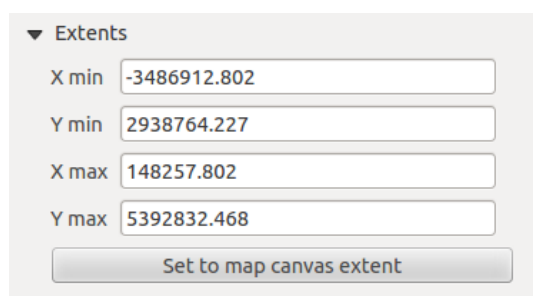 Extents
X min -3486912.802
Y min 2938764.227
X max 148257.802
Y max 5392832.468
Set to map canvas extent